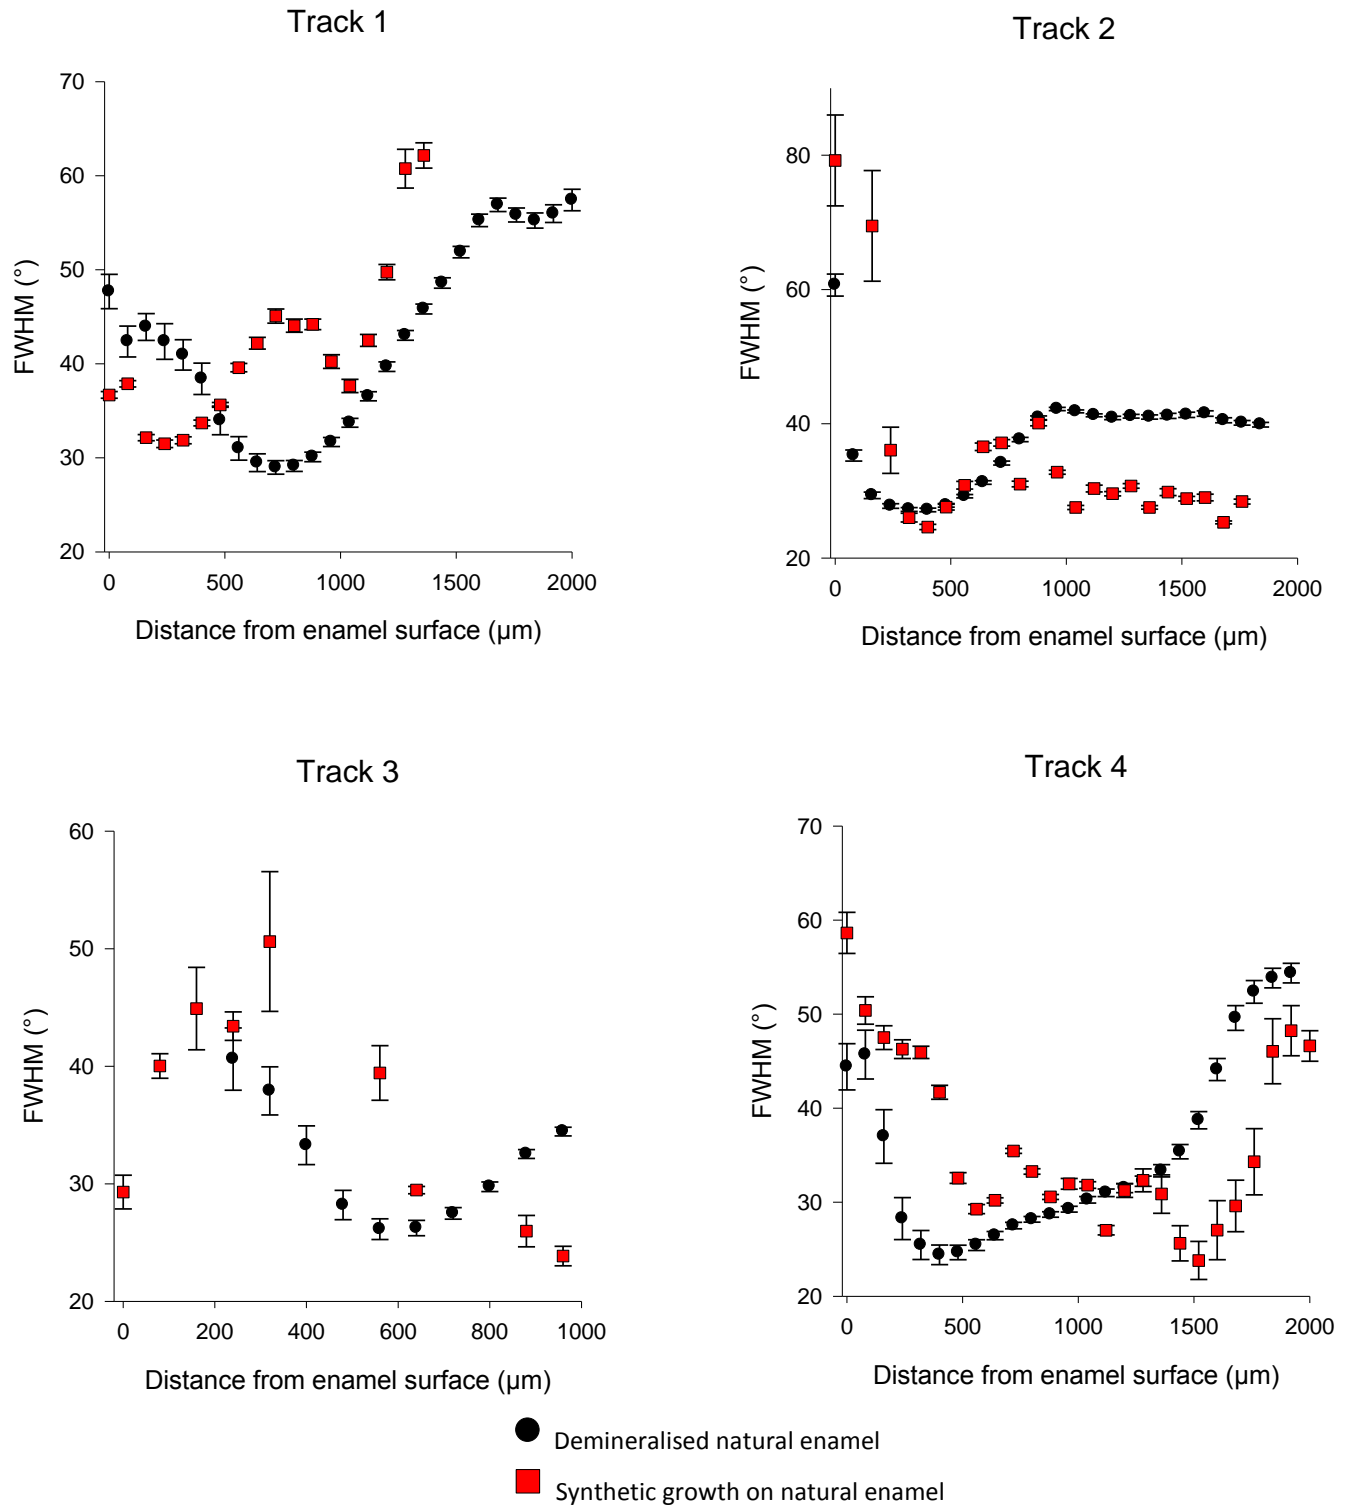 Track 1
70
60
50
40
30
20
FWHM (°)
0 500 1000 1500 2000
Distance from enamel surface (µm)
Track 2
80
60
40
20
FWHM (°)
0 500 1000 1500 2000
Distance from enamel surface (µm)
Track 3
60
50
40
30
20
FWHM (°)
0 200 400 600 800 1000
Distance from enamel surface (µm)
Track 4
70
60
50
40
30
20
FWHM (°)
0 500 1000 1500 2000
Distance from enamel surface (µm)
Demineralised natural enamel
Synthetic growth on natural enamel